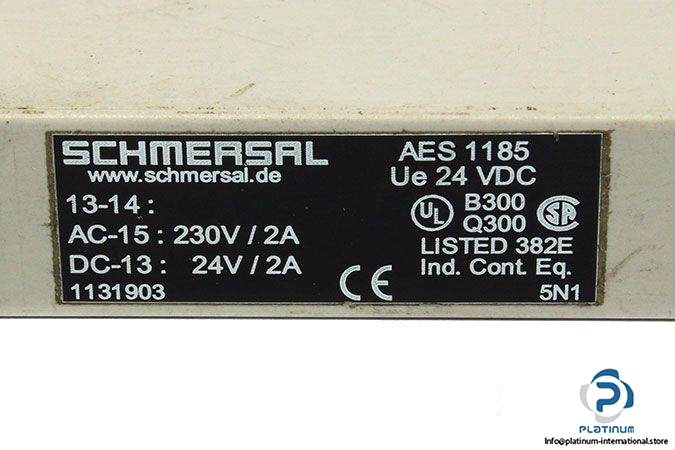 SCHMERSAL
www.schmersal.de
13-14 :
AC-15 : 230V / 2A
DC-13 : 24V / 2A
1131903
AES 1185
Ue 24 VDC
UL B300 SA
Q300
LISTED 382E
Ind. Cont. Eq.
CE 5N1
P
PLATINUM
Info@platinum-international.store